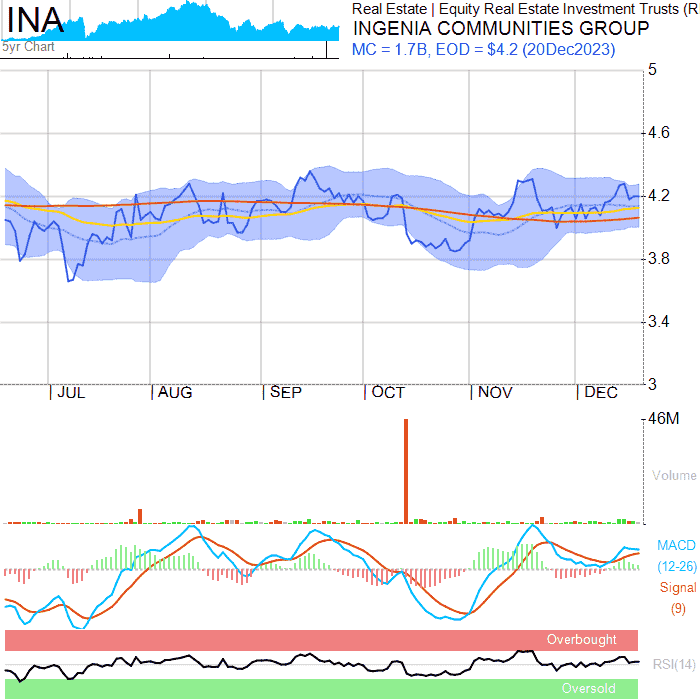 INA
5yr Chart
Real Estate | Equity Real Estate Investment Trusts (R
INGENIA COMMUNITIES GROUP
MC = 1.7B, EOD = $4.2 (20Dec2023)
5
4.6
4.2
3.8
3.4
3
JUL AUG SEP OCT NOV DEC
46M
Volume
MACD
(12-26)
Signal
(9)
Overbought
RSI(14)
Oversold